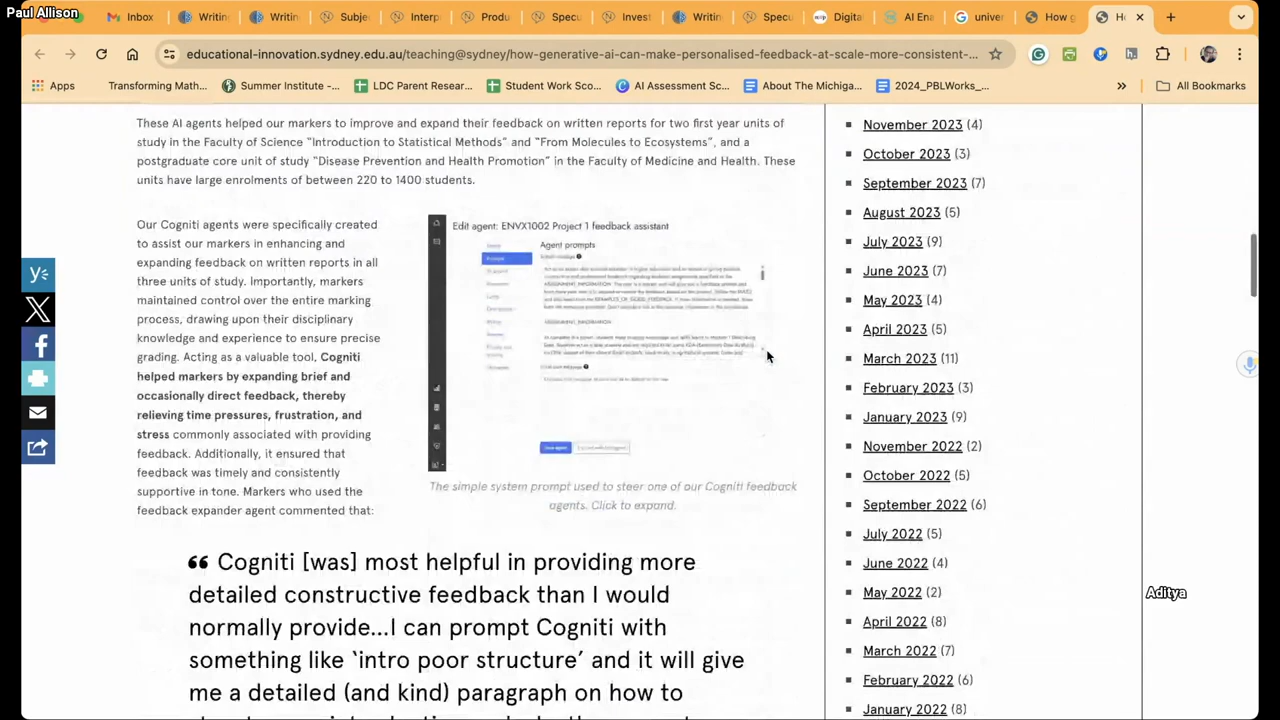 Paul Allison
Inbox
Writin
Writin
Subje
Interp
Produ
Specu
Invest
Writin
Specu
Digita
AI Ena
univer
How g
Ho
educational-innovation.sydney.edu.au/teaching@sydney/how-generative-ai-can-make-personalised-feedback-at-scale-more-consistent-...
Apps
Transforming Math...
Summer Institute -...
LDC Parent Resear...
Student Work Sco...
AI Assessment Sc...
About The Michiga...
2024_PBLWorks_...
All Bookmarks
These AI agents helped our markers to improve and expand their feedback on written reports for two first year units of
study in the Faculty of Science “Introduction to Statistical Methods” and “From Molecules to Ecosystems”, and a
postgraduate core unit of study “Disease Prevention and Health Promotion” in the Faculty of Medicine and Health. These
units have large enrolments of between 220 to 1400 students.
Our Cogniti agents were specifically created
to assist our markers in enhancing and
expanding feedback on written reports in all
three units of study. Importantly, markers
maintained control over the entire marking
process, drawing upon their disciplinary
knowledge and experience to ensure precise
grading. Acting as a valuable tool Cogniti
helped markers by expanding brief and
occasionally direct feedback, thereby
relieving time pressures, frustration, and
stress commonly associated with providing
feedback. Additionally, it ensured that
feedback was timely and consistently
supportive in tone. Markers who used the
feedback expander agent commented that:
Edit agent: ENVX1002 Project 1 feedback assistant
Agent prompts
The simple system prompt used to steer one of our Cogniti feedback
agents. Click to expand.
“ Cogniti [was] most helpful in providing more
detailed constructive feedback than I would
normally provide...I can prompt Cogniti with
something like ‘intro poor structure’ and it will give
me a detailed (and kind) paragraph on how to
November 2023 (4)
October 2023 (3)
September 2023 (7)
August 2023 (5)
July 2023 (9)
June 2023 (7)
May 2023 (4)
April 2023 (5)
March 2023 (11)
February 2023 (3)
January 2023 (9)
November 2022 (2)
October 2022 (5)
September 2022 (6)
July 2022 (5)
June 2022 (4)
May 2022 (2)
April 2022 (8)
March 2022 (7)
February 2022 (6)
January 2022 (8)
Aditya